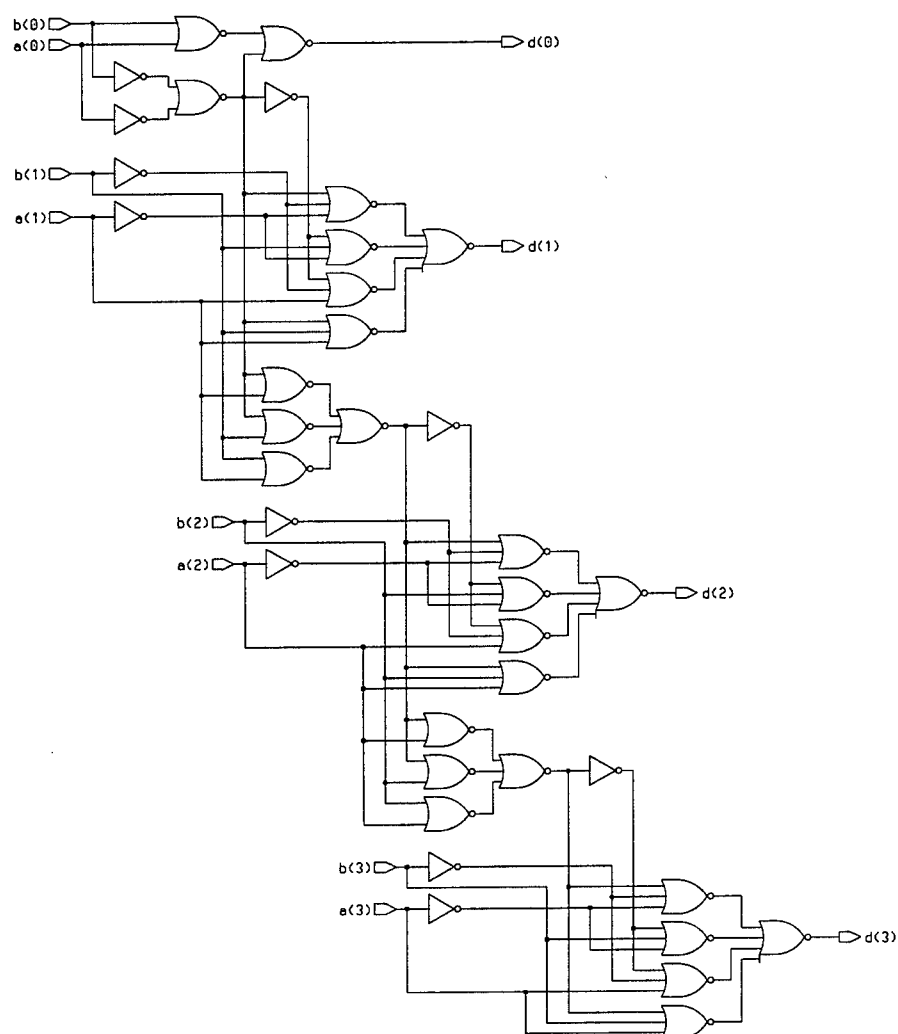 b(0)
a(0)
d(0)
b(1)
a(1)
d(1)
b(2)
a(2)
d(2)
b(3)
a(3)
d(3)